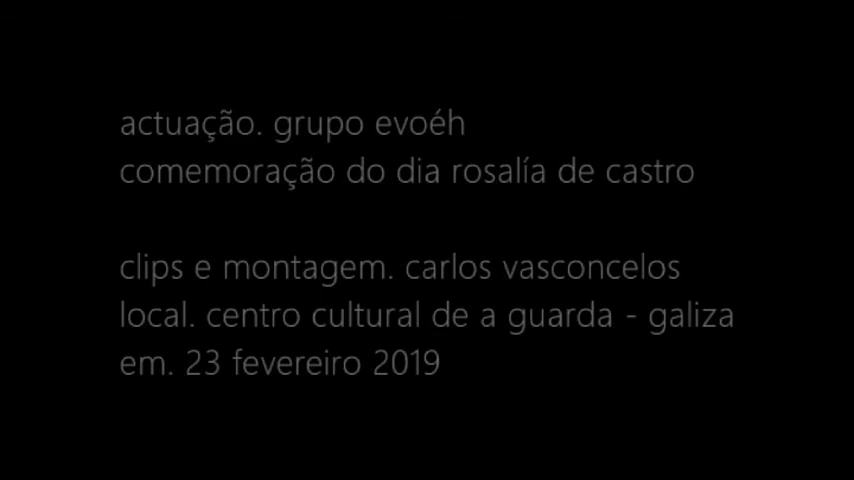 actuação. grupo evoéh
comemoração do dia rosalía de castro
clips e montagem. carlos vasconcelos
local. centro cultural de a guarda - galiza
em. 23 fevereiro 2019